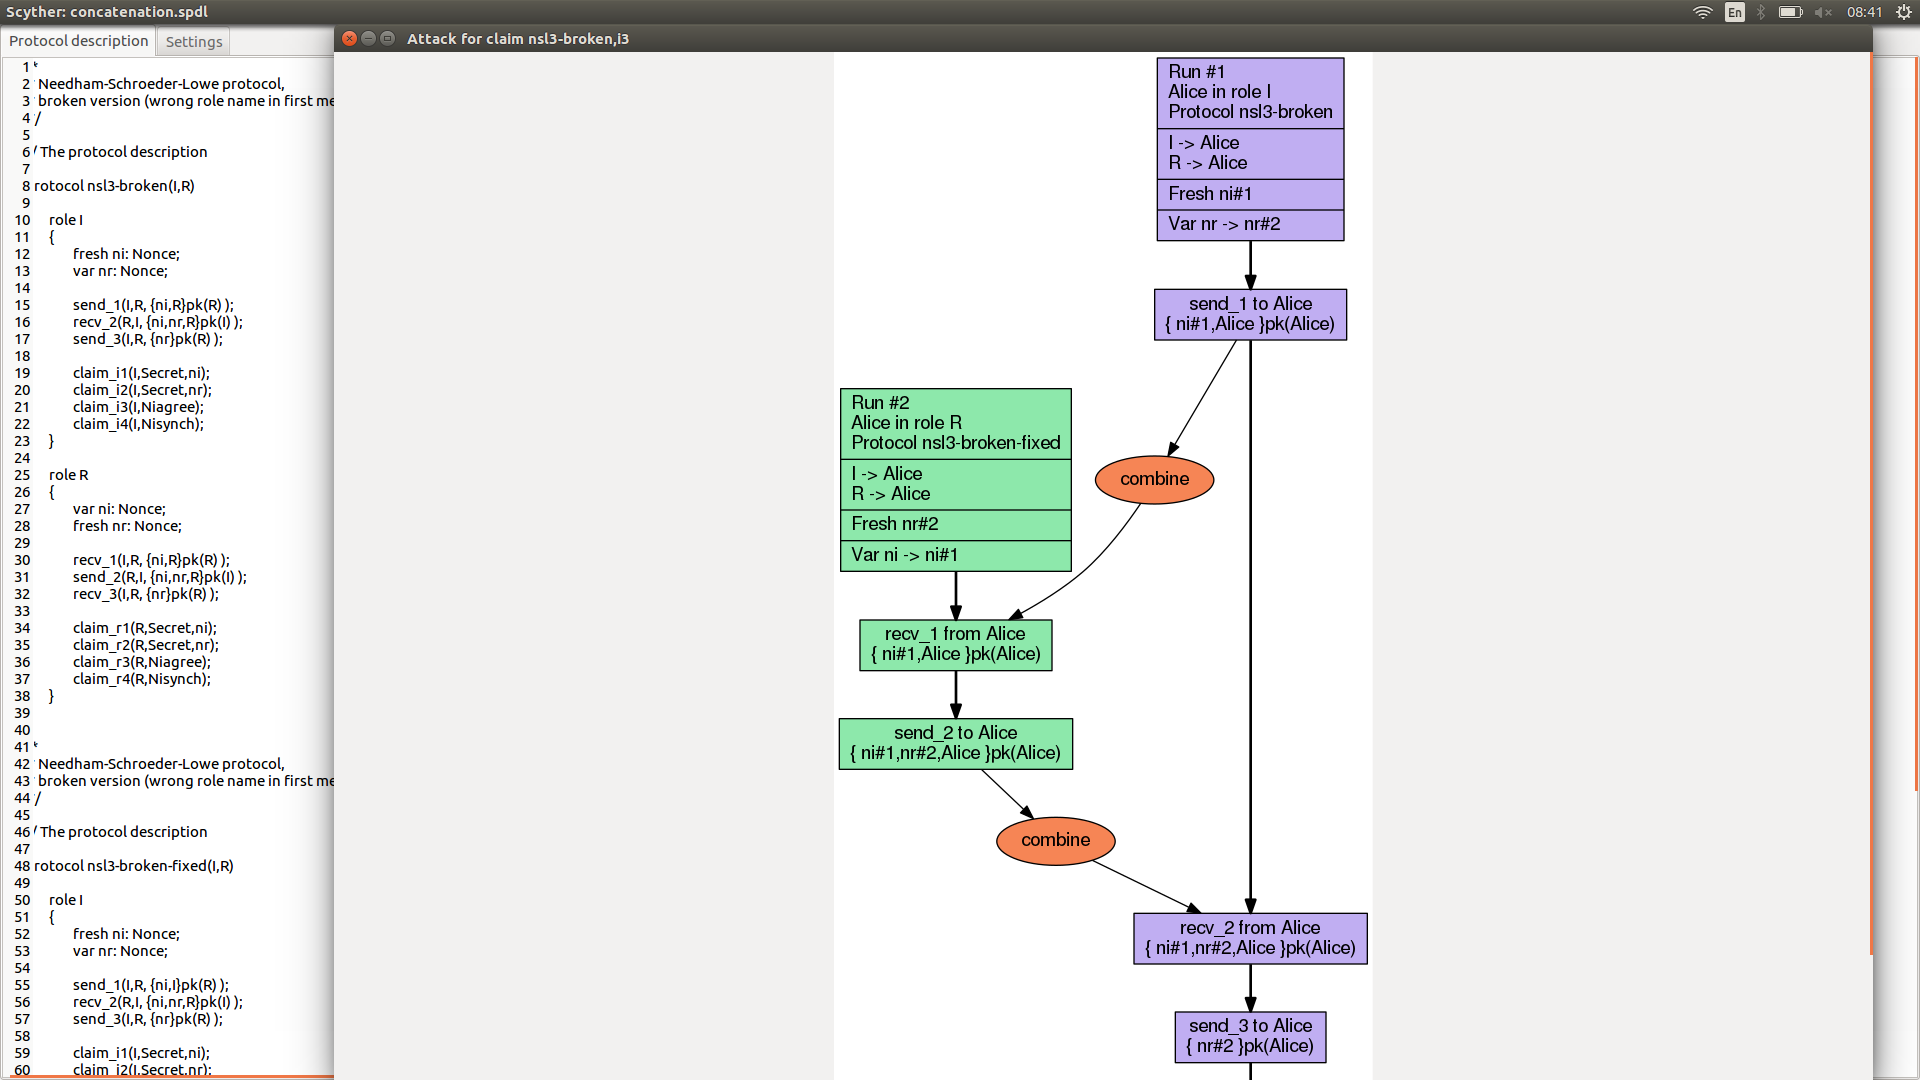 Scyther: concatenation.spdl
En
08:41
Protocol description
Settings
Attack for claim nsl3-broken,i3
1 *
2 Needham-Schroeder-Lowe protocol,
3 broken version (wrong role name in first me
4 /
5
6 / The protocol description
7
8 rotocol nsl3-broken(I,R)
9
10 role I
11 {
12 fresh ni: Nonce;
13 var nr: Nonce;
14
15 send_1(I,R, {ni,R}pk(R) );
16 recv_2(R,I, {ni,nr,R}pk(I) );
17 send_3(I,R, {nr}pk(R) );
18
19 claim_i1(I,Secret,ni);
20 claim_i2(I,Secret,nr);
21 claim_i3(I,Niagree);
22 claim_i4(I,Nisynch);
23 }
24
25 role R
26 {
27 var ni: Nonce;
28 fresh nr: Nonce;
29
30 recv_1(I,R, {ni,R}pk(R) );
31 send_2(R,I, {ni,nr,R}pk(I) );
32 recv_3(I,R, {nr}pk(R) );
33
34 claim_r1(R,Secret,ni);
35 claim_r2(R,Secret,nr);
36 claim_r3(R,Niagree);
37 claim_r4(R,Nisynch);
38 }
39
40
41 *
42 Needham-Schroeder-Lowe protocol,
43 broken version (wrong role name in first me
44 /
45
46 / The protocol description
47
48 rotocol nsl3-broken-fixed(I,R)
49
50 role I
51 {
52 fresh ni: Nonce;
53 var nr: Nonce;
54
55 send_1(I,R, {ni,I}pk(R) );
56 recv_2(R,I, {ni,nr,R}pk(I) );
57 send_3(I,R, {nr}pk(R) );
58
59 claim_i1(I,Secret,ni);
60 claim_i2(I,Secret,nr);
Run #1
Alice in role I
Protocol nsl3-broken
I -> Alice
R -> Alice
Fresh ni#1
Var nr -> nr#2
send_1 to Alice
{ ni#1,Alice }pk(Alice)
Run #2
Alice in role R
Protocol nsl3-broken-fixed
I -> Alice
R -> Alice
Fresh nr#2
Var ni -> ni#1
combine
recv_1 from Alice
{ ni#1,Alice }pk(Alice)
send_2 to Alice
{ ni#1,nr#2,Alice }pk(Alice)
combine
recv_2 from Alice
{ ni#1,nr#2,Alice }pk(Alice)
send_3 to Alice
{ nr#2 }pk(Alice)